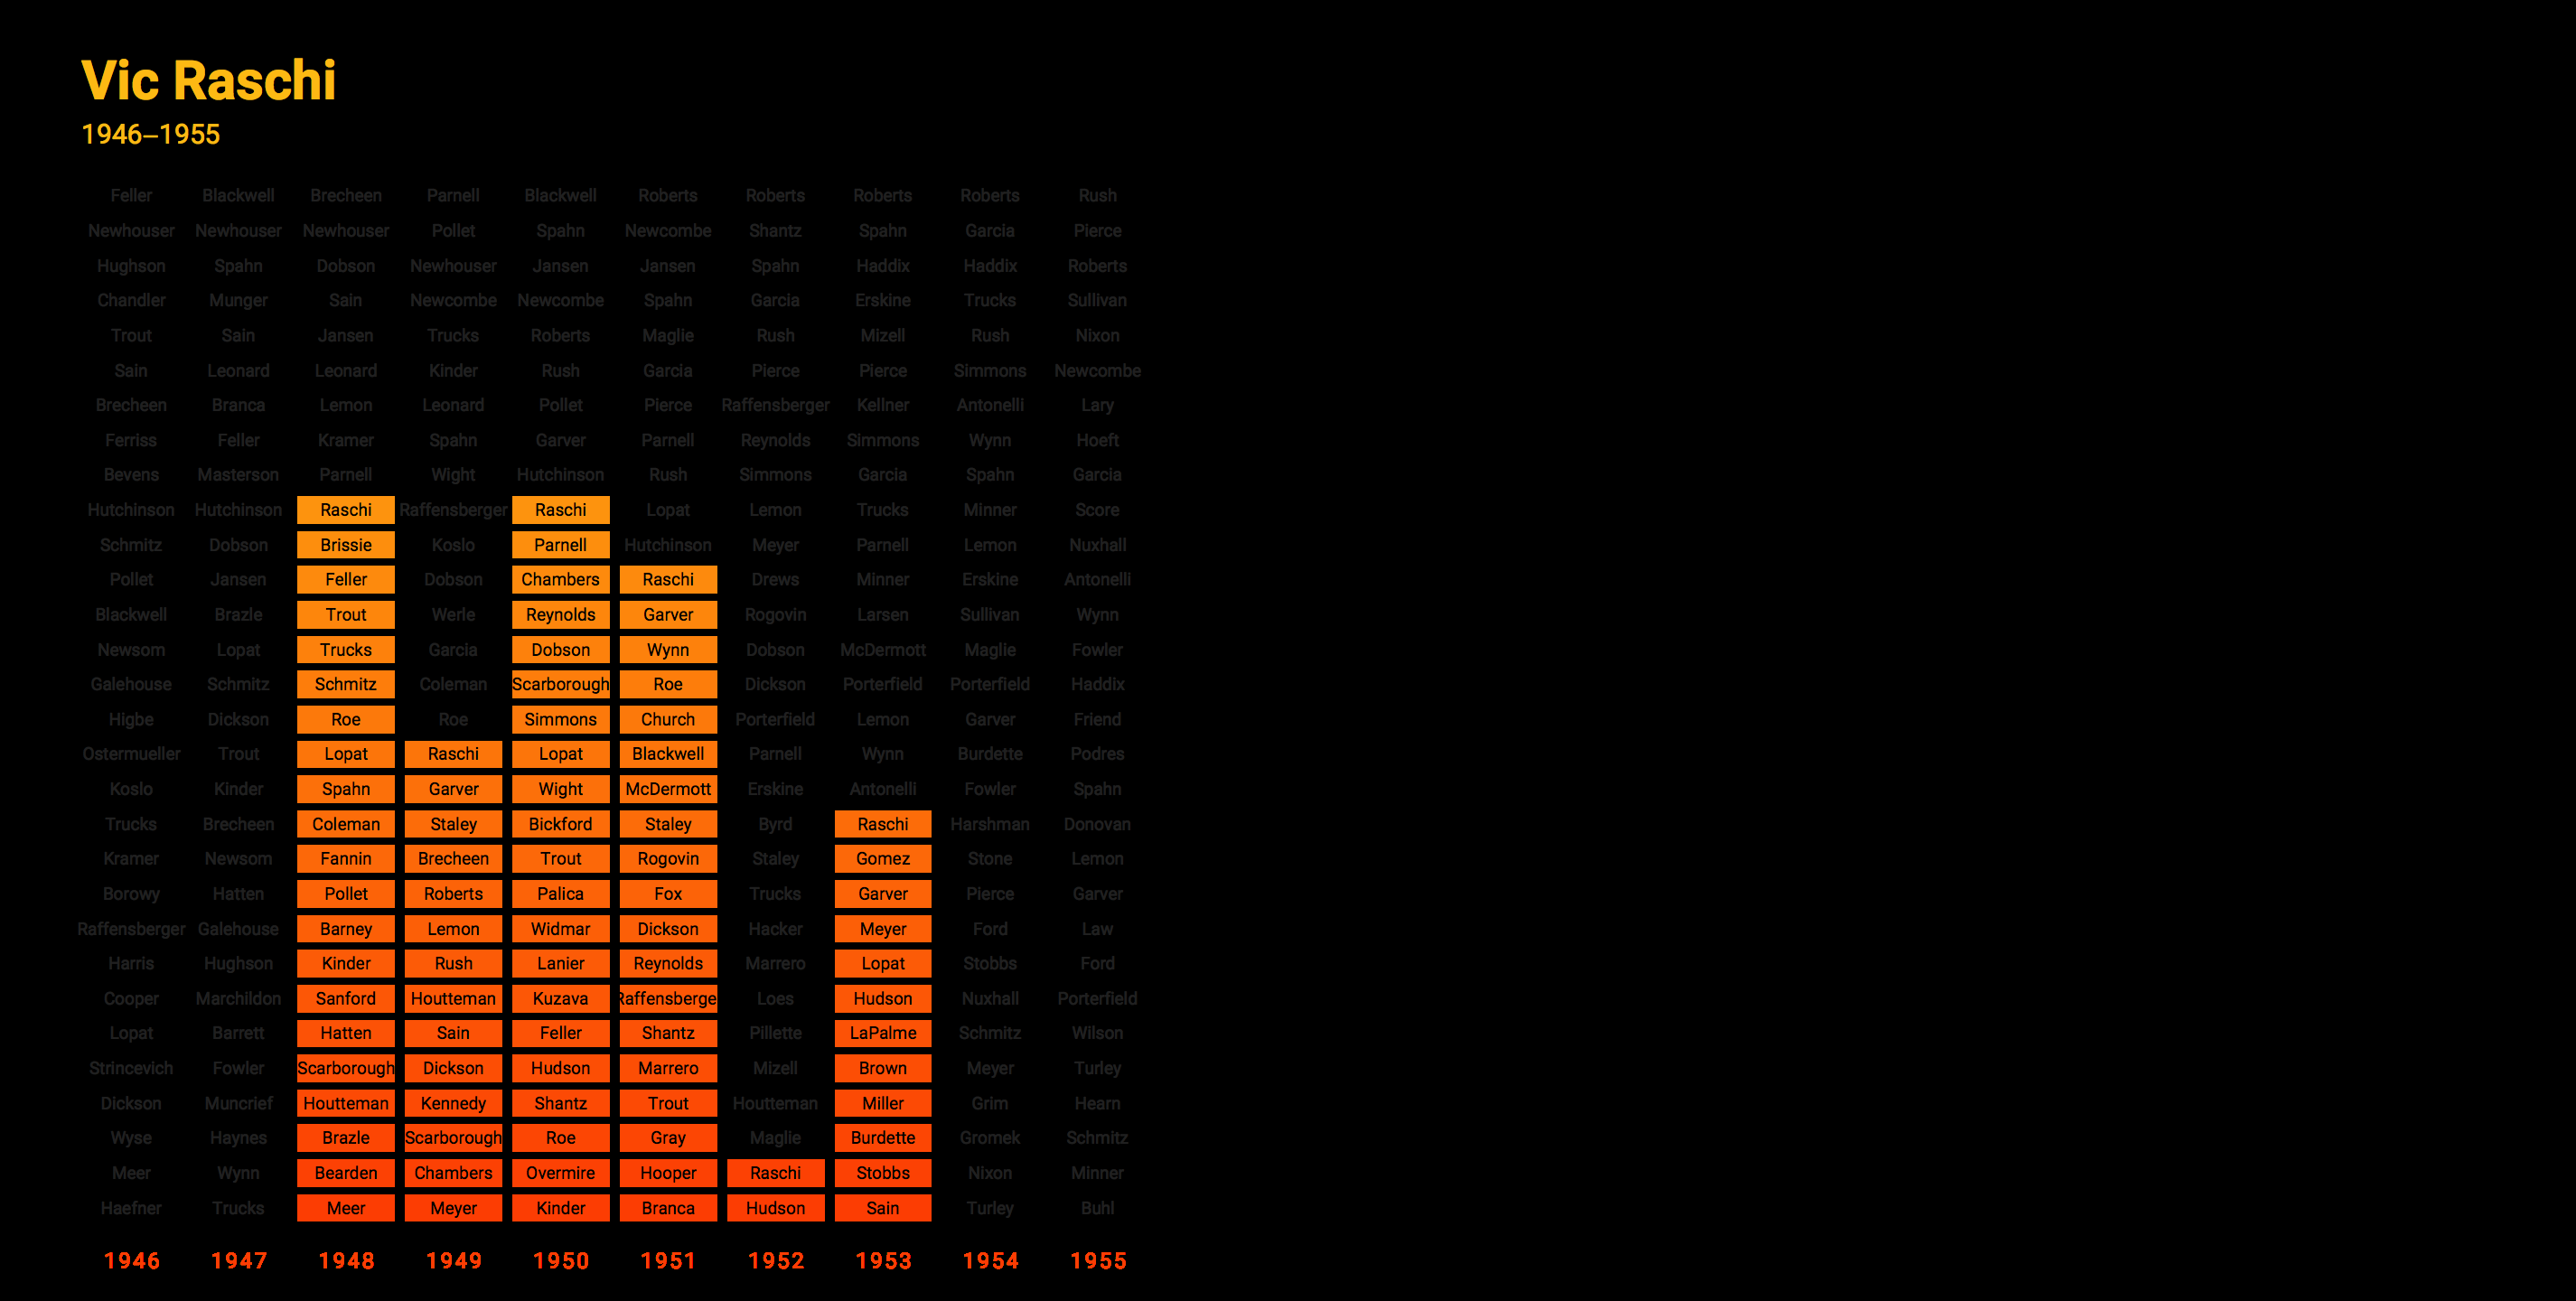 Vic Raschi
1946–1955
Feller Blackwell Brecheen Parnell Blackwell Roberts Roberts Roberts Roberts Rush
Newhouser Newhouser Newhouser Pollet Spahn Newcombe Shantz Spahn Garcia Pierce
Hughson Spahn Dobson Newhouser Jansen Jansen Spahn Haddix Haddix Roberts
Chandler Munger Sain Newcombe Newcombe Spahn Garcia Erskine Trucks Sullivan
Trout Sain Jansen Trucks Roberts Maglie Rush Mizell Rush Nixon
Sain Leonard Leonard Kinder Rush Garcia Pierce Pierce Simmons Newcombe
Brecheen Branca Lemon Leonard Pollet Pierce Raffensberger Kellner Antonelli Lary
Ferriss Feller Kramer Spahn Garver Parnell Reynolds Simmons Wynn Hoeft
Bevens Masterson Parnell Wight Hutchinson Rush Simmons Garcia Spahn Garcia
Hutchinson Hutchinson Raschi Raffensberger Raschi Lopat Lemon Trucks Minner Score
Schmitz Dobson Brissie Koslo Parnell Hutchinson Meyer Parnell Lemon Nuxhall
Pollet Jansen Feller Dobson Chambers Raschi Drews Minner Erskine Antonelli
Blackwell Brazle Trout Werle Reynolds Garver Rogovin Larsen Sullivan Wynn
Newsom Lopat Trucks Garcia Dobson Wynn Dobson McDermott Maglie Fowler
Galehouse Schmitz Schmitz Coleman Scarborough Roe Dickson Porterfield Porterfield Haddix
Higbe Dickson Roe Roe Simmons Church Porterfield Lemon Garver Friend
Ostermueller Trout Lopat Raschi Lopat Blackwell Parnell Wynn Burdette Podres
Koslo Kinder Spahn Garver Wight McDermott Erskine Antonelli Fowler Spahn
Trucks Brecheen Coleman Staley Bickford Staley Byrd Raschi Harshman Donovan
Kramer Newsom Fannin Brecheen Trout Rogovin Staley Gomez Stone Lemon
Borowy Hatten Pollet Roberts Palica Fox Trucks Garver Pierce Garver
Raffensberger Galehouse Barney Lemon Widmar Dickson Hacker Meyer Ford Law
Harris Hughson Kinder Rush Lanier Reynolds Marrero Lopat Stobbs Ford
Cooper Marchildon Sanford Houtteman Kuzava Raffensberge Loes Hudson Nuxhall Porterfield
Lopat Barrett Hatten Sain Feller Shantz Pillette LaPalme Schmitz Wilson
Strincevich Fowler Scarborough Dickson Hudson Marrero Mizell Brown Meyer Turley
Dickson Muncrief Houtteman Kennedy Shantz Trout Houtteman Miller Grim Hearn
Wyse Haynes Brazle Scarborough Roe Gray Maglie Burdette Gromek Schmitz
Meer Wynn Bearden Chambers Overmire Hooper Raschi Stobbs Nixon Minner
Haefner Trucks Meer Meyer Kinder Branca Hudson Sain Turley Buhl
1946 1947 1948 1949 1950 1951 1952 1953 1954 1955